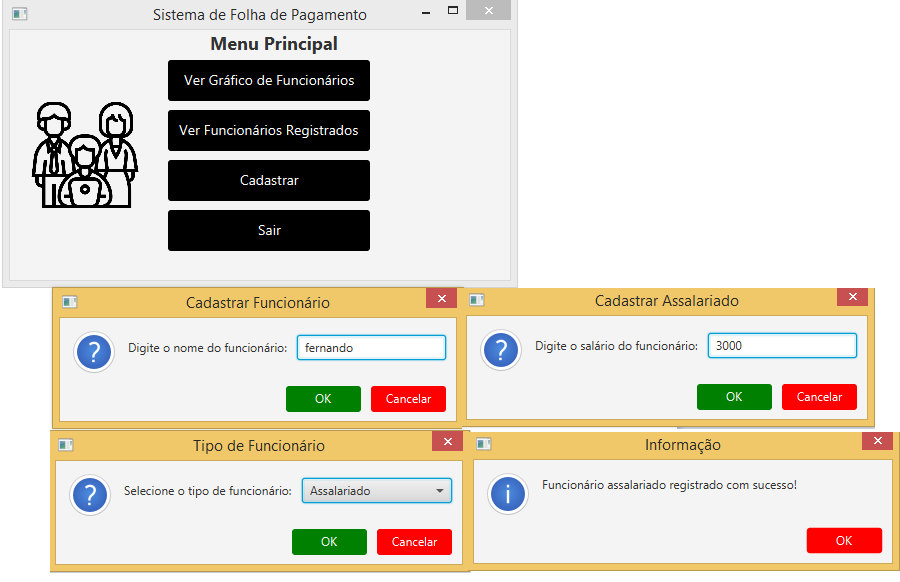 Sistema de Folha de Pagamento
Menu Principal
Ver Gráfico de Funcionários
Ver Funcionários Registrados
Cadastrar
Sair
Cadastrar Funcionário
Digite o nome do funcionário: fernando
OK Cancelar
Cadastrar Assalariado
Digite o salário do funcionário: 3000
OK Cancelar
Tipo de Funcionário
Selecione o tipo de funcionário: Assalariado
OK Cancelar
Informação
Funcionário assalariado registrado com sucesso!
OK